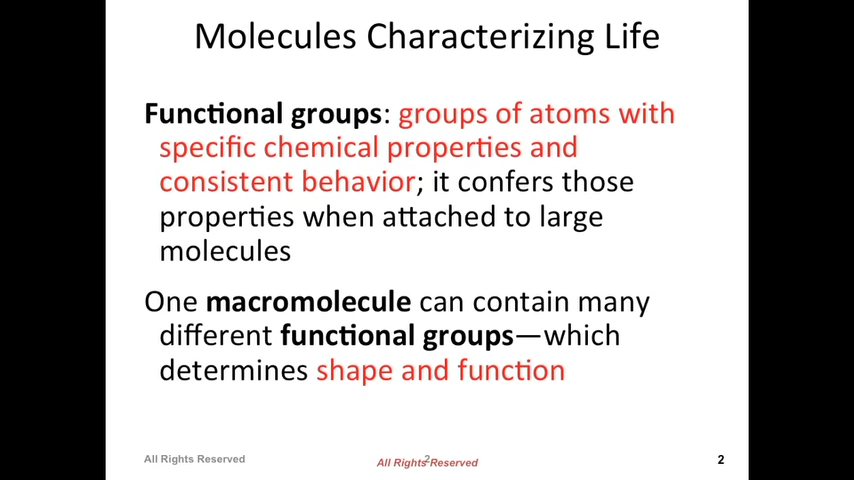 Molecules Characterizing Life
Functional groups: groups of atoms with
specific chemical properties and
consistent behavior; it confers those
properties when attached to large
molecules
One macromolecule can contain many
different functional groups—which
determines shape and function
All Rights Reserved
All Rights Reserved
2
2